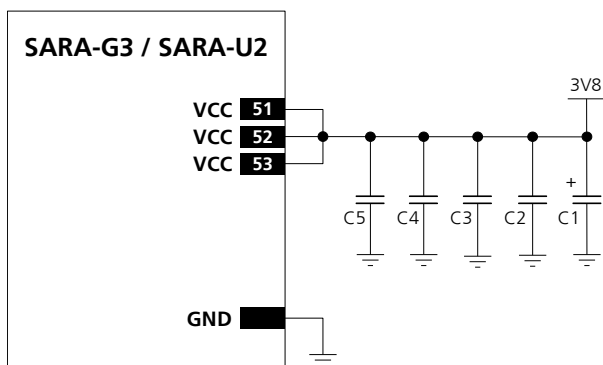 SARA-G3 / SARA-U2
3V8
VCC 51
VCC 52
VCC 53
+
C5 C4 C3 C2 C1
GND